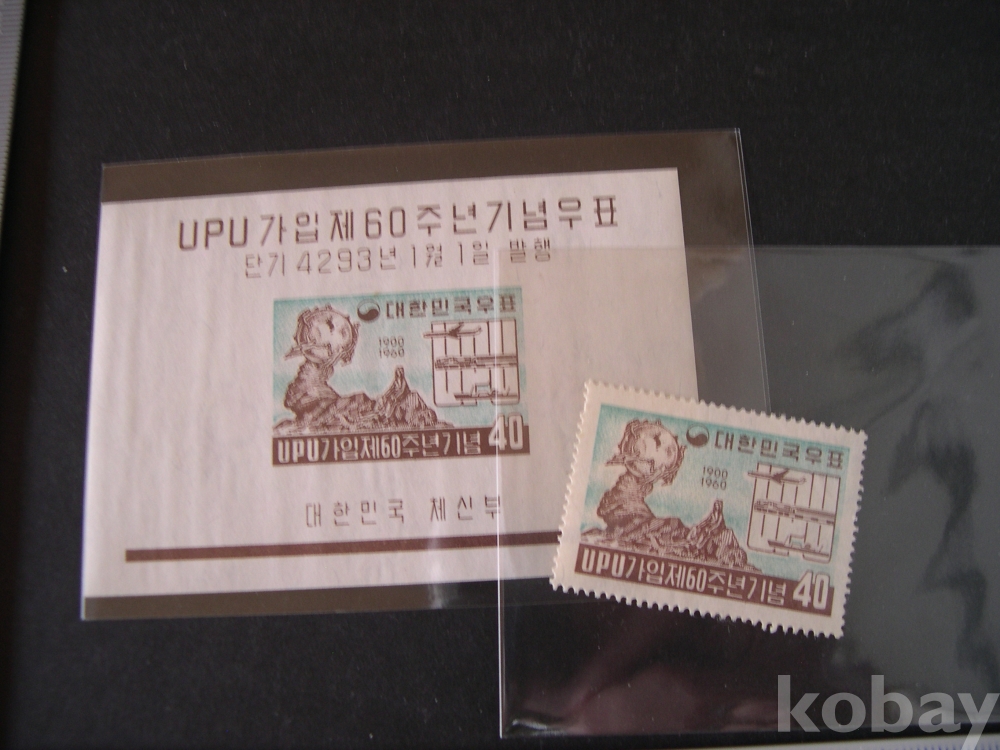 UPU가입제60주년기념우표
단기 4293년 1월 1일 발행
대한민국우표
1900
1960
UPU가입제60주년기념 40
대한민국 체신부
대한민국우표
1900
1960
UPU가입제60주년기념 40
kobay